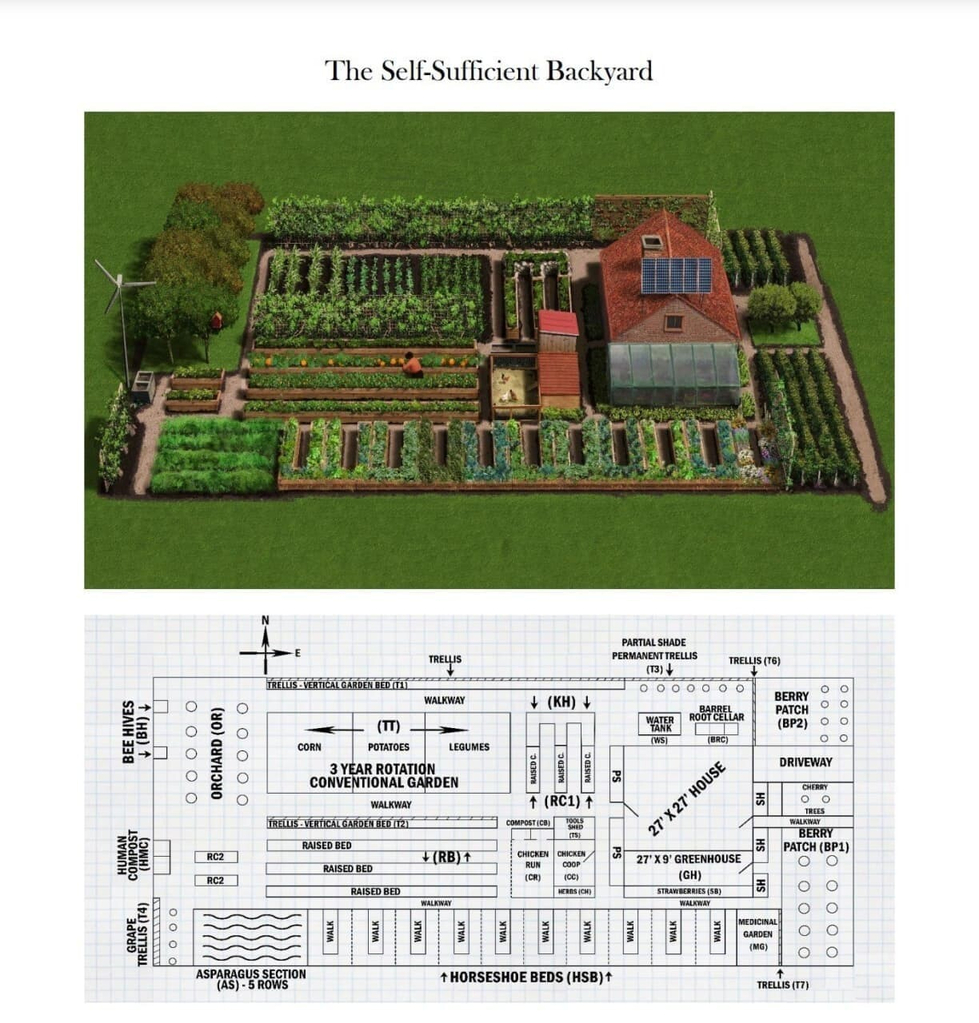 The Self-Sufficient Backyard
N
E
TRELLIS
PARTIAL SHADE
PERMANENT TRELLIS
(T3)
TRELLIS (T6)
TRELLIS - VERTICAL GARDEN BED (T1)
WALKWAY
(KH)
BEE HIVES
(BH)
ORCHARD (OR)
(TT)
CORN
POTATOES
LEGUMES
3 YEAR ROTATION
CONVENTIONAL GARDEN
WALKWAY
RAISED C.
RAISED C.
RAISED C.
(RC1)
WATER
TANK
(WS)
BARREL
ROOT CELLAR
(BRC)
BERRY
PATCH
(BP2)
DRIVEWAY
PS
27' X 27' HOUSE
SH
CHERRY
TREES
WALKWAY
TRELLIS - VERTICAL GARDEN BED (T2)
COMPOST (CB)
TOOLS
SHED
(TS)
HUMAN
COMPOST
(HMC)
RC2
RC2
RAISED BED
(RB)
RAISED BED
RAISED BED
CHICKEN
RUN
(CR)
CHICKEN
COOP
(CC)
HERBS (CH)
PS
27' X 9' GREENHOUSE
(GH)
STRAWBERRIES (SB)
SH
SH
BERRY
PATCH (BP1)
WALKWAY
WALKWAY
GRAPE
TRELLIS (T4)
WALK
WALK
WALK
WALK
WALK
WALK
WALK
WALK
WALK
WALK
MEDICINAL
GARDEN
(MG)
ASPARAGUS SECTION
(AS) - 5 ROWS
HORSESHOE BEDS (HSB)
TRELLIS (T7)